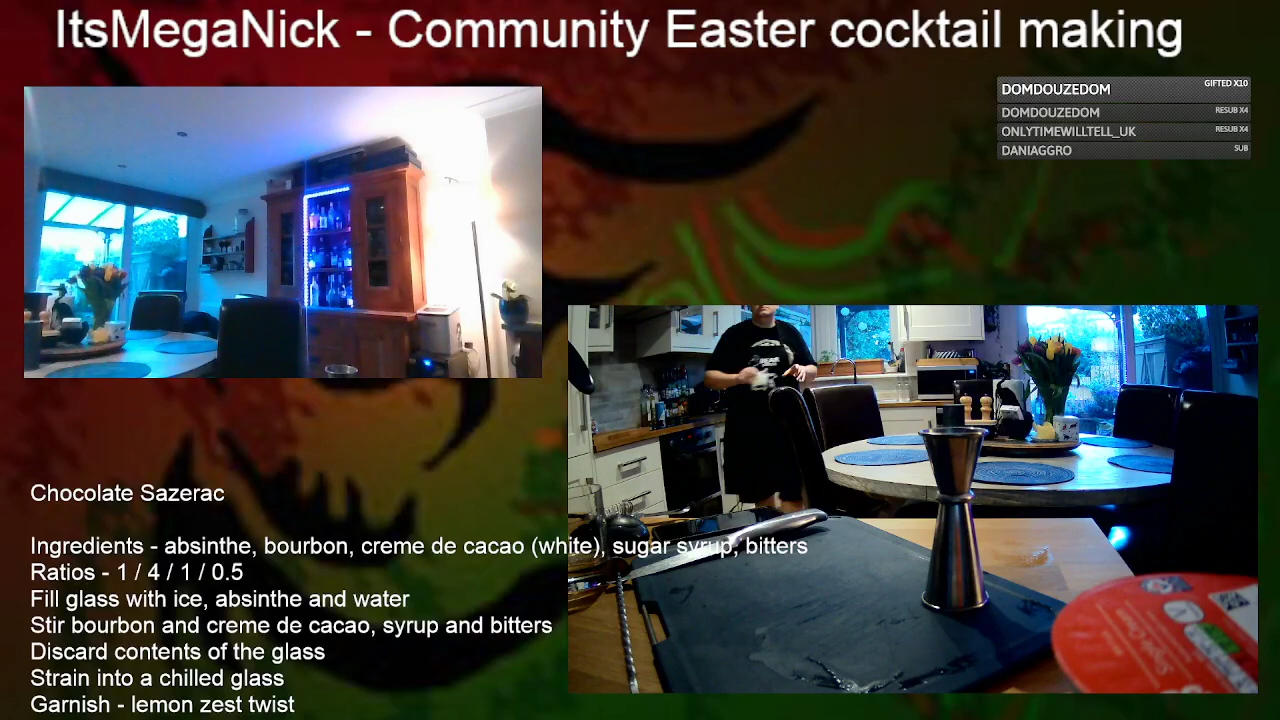 ItsMegaNick - Community Easter cocktail making
DOMDOUZEDOM GIFTED X10
DOMDOUZEDOM RESUB X4
ONLYTIMEWILLTELL_UK RESUB X4
DANIAGGRO SUB
Chocolate Sazerac
Ingredients - absinthe, bourbon, creme de cacao (white), sugar syrup, bitters
Ratios - 1 / 4 / 1 / 0.5
Fill glass with ice, absinthe and water
Stir bourbon and creme de cacao, syrup and bitters
Discard contents of the glass
Strain into a chilled glass
Garnish - lemon zest twist